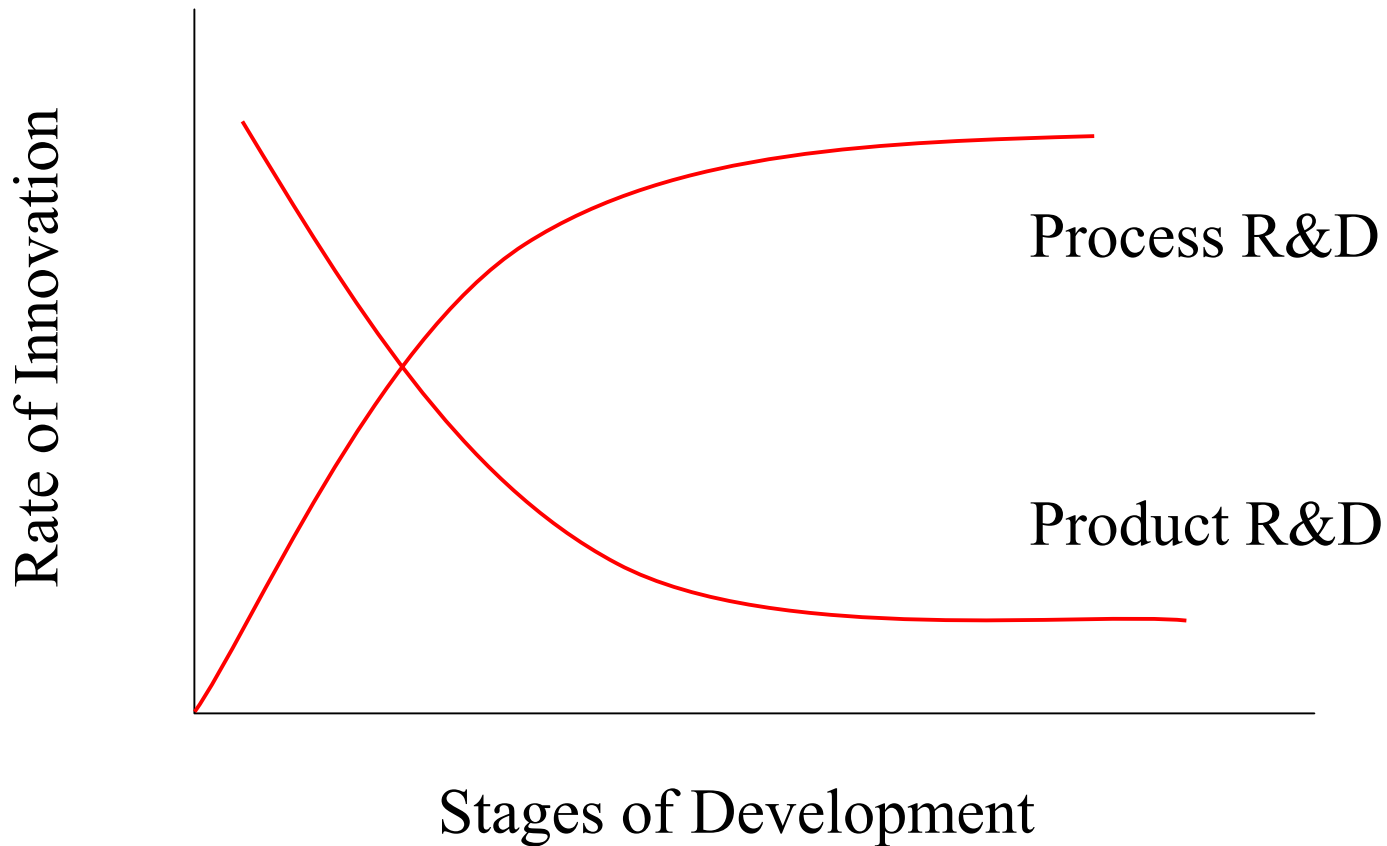 Rate of Innovation
Process R&D
Product R&D
Stages of Development